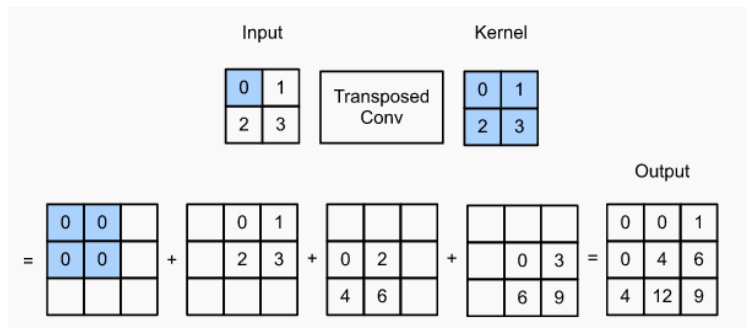 Input Kernel
0 1 Transposed Conv 0 1
2 3 2 3
Output
0 0 0 1 0 0 1
= 0 0 + 2 3 + 0 2 + 0 3 = 0 4 6
4 6 6 9 4 12 9